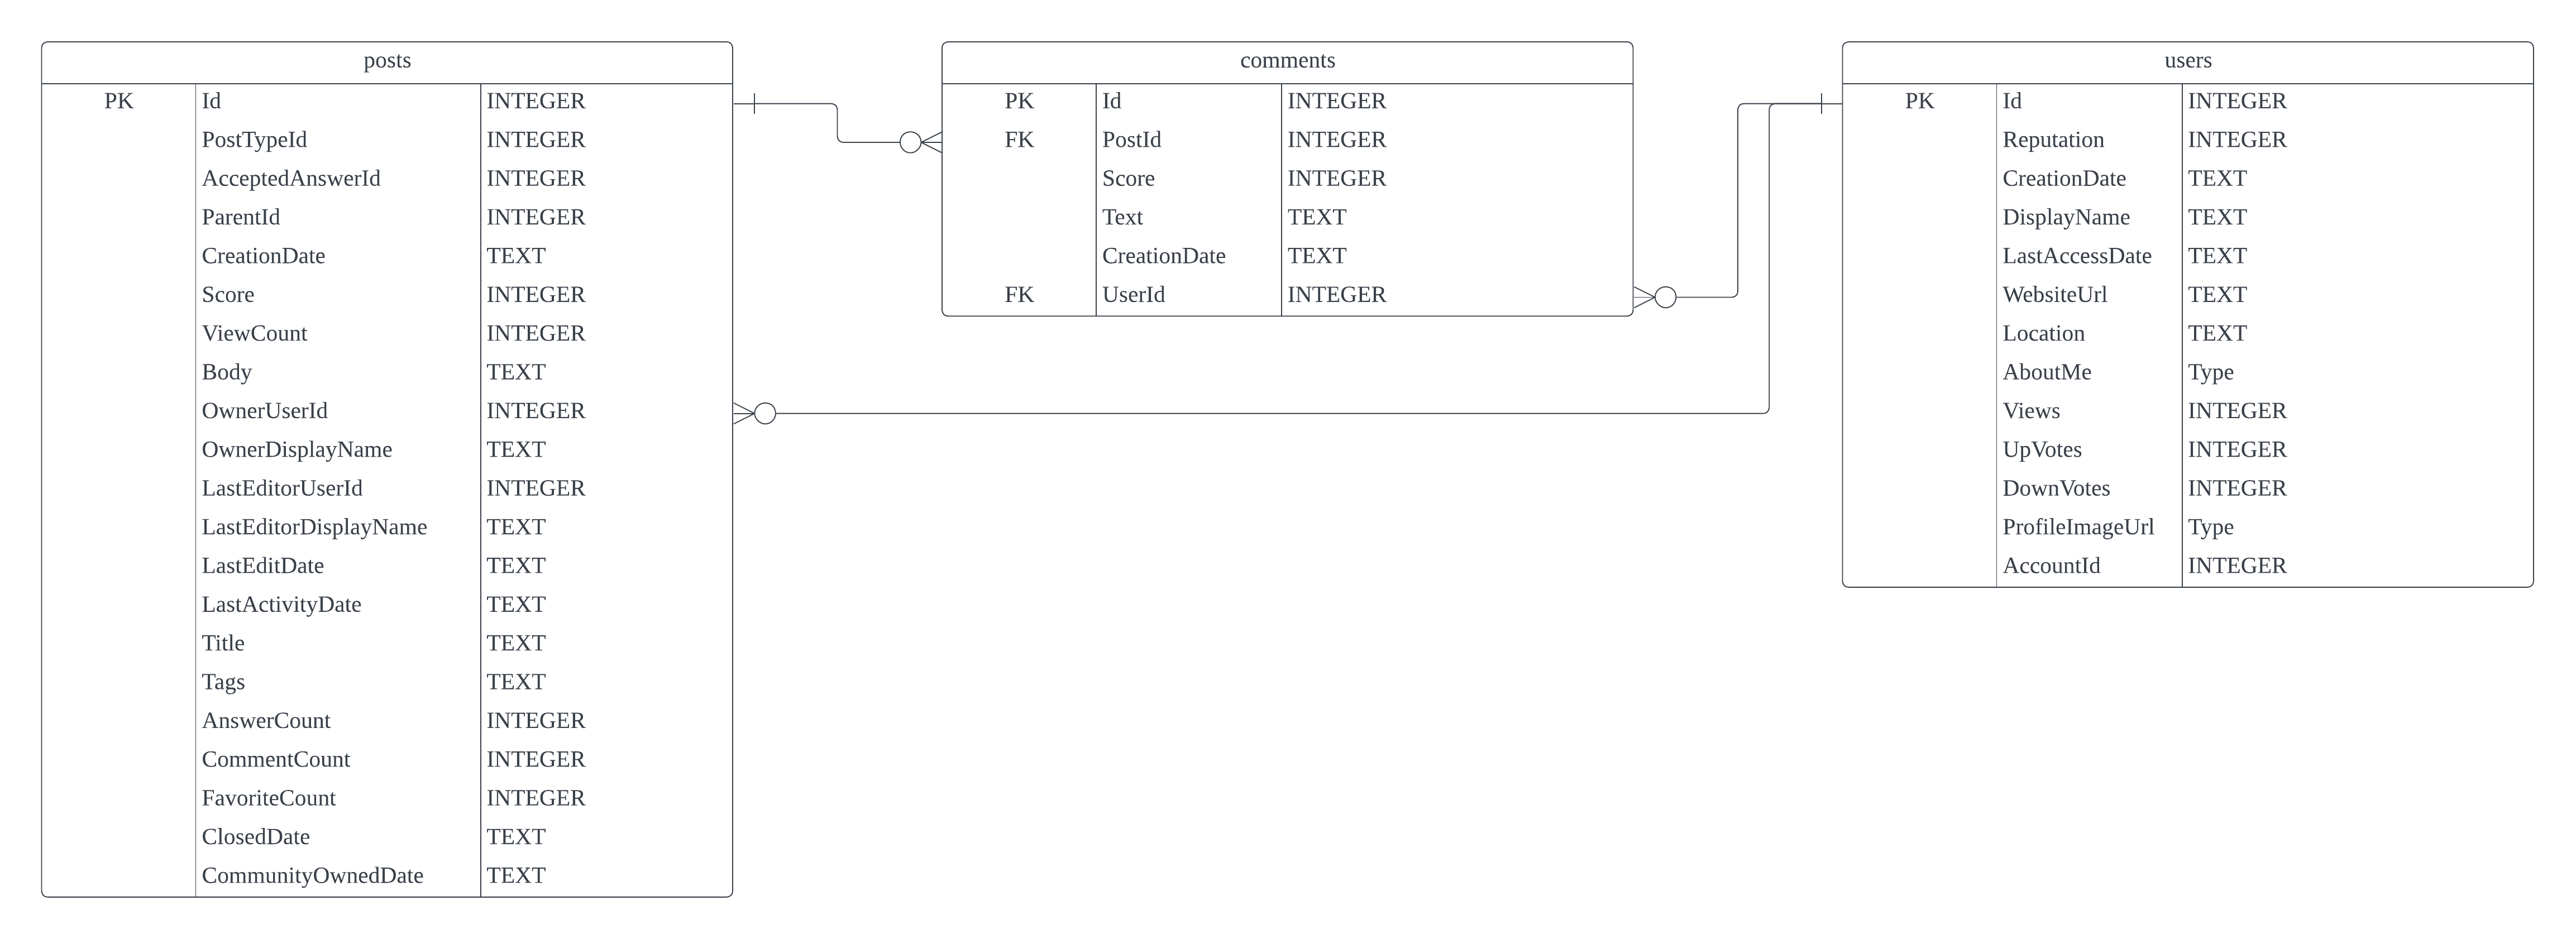 posts
PK Id INTEGER
PostTypeId INTEGER
AcceptedAnswerId INTEGER
ParentId INTEGER
CreationDate TEXT
Score INTEGER
ViewCount INTEGER
Body TEXT
OwnerUserId INTEGER
OwnerDisplayName TEXT
LastEditorUserId INTEGER
LastEditorDisplayName TEXT
LastEditDate TEXT
LastActivityDate TEXT
Title TEXT
Tags TEXT
AnswerCount INTEGER
CommentCount INTEGER
FavoriteCount INTEGER
ClosedDate TEXT
CommunityOwnedDate TEXT
comments
PK Id INTEGER
FK PostId INTEGER
Score INTEGER
Text TEXT
CreationDate TEXT
FK UserId INTEGER
users
PK Id INTEGER
Reputation INTEGER
CreationDate TEXT
DisplayName TEXT
LastAccessDate TEXT
WebsiteUrl TEXT
Location TEXT
AboutMe Type
Views INTEGER
UpVotes INTEGER
DownVotes INTEGER
ProfileImageUrl Type
AccountId INTEGER